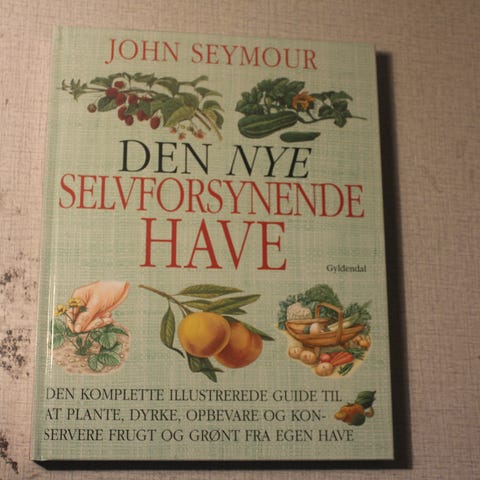 JOHN SEYMOUR
DEN NYE
SELVFORSYNENDE
HAVE
Gyldendal
DEN KOMPLETTE ILLUSTREREDE GUIDE TIL
AT PLANTE, DYRKE, OPBEVARE OG KON-
SERVERE FRUGT OG GRØNT FRA EGEN HAVE